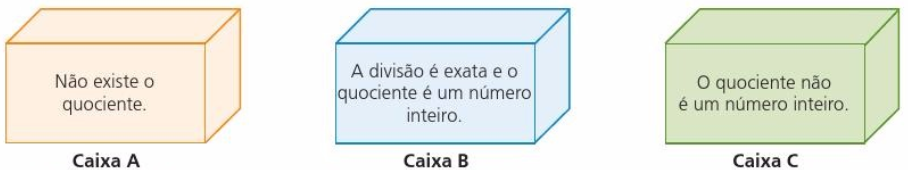 Não existe o
quociente.
Caixa A
A divisão é exata e o
quociente é um número
inteiro.
Caixa B
O quociente não
é um número inteiro.
Caixa C